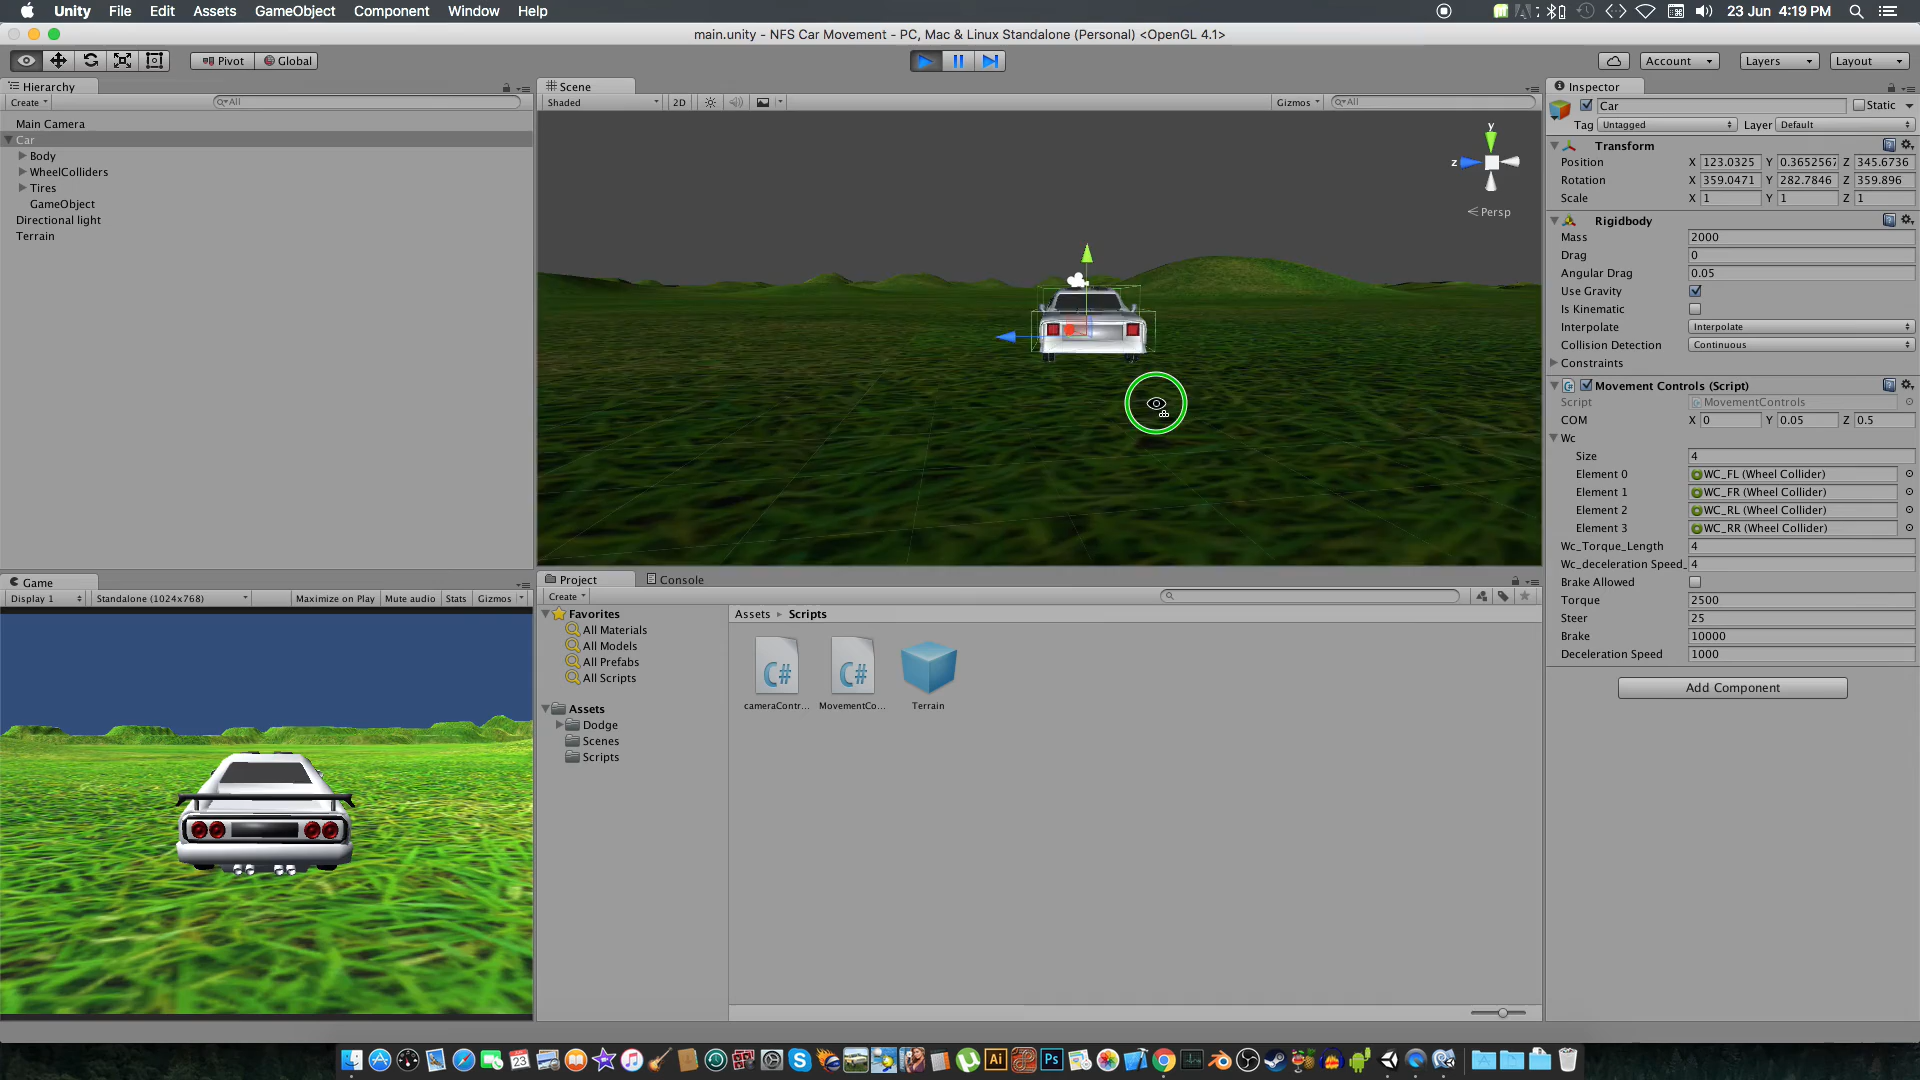 Unity File Edit Assets GameObject Component Window Help
23 Jun 4:19 PM
main.unity - NFS Car Movement - PC, Mac & Linux Standalone (Personal) <OpenGL 4.1>
Pivot Global
Account Layers Layout
Hierarchy
Create All
Main Camera
Car
Body
WheelColliders
Tires
GameObject
Directional light
Terrain
Scene
Shaded 2D Gizmos All
y
z
Persp
Game
Display 1 Standalone (1024x768) Maximize on Play Mute audio Stats Gizmos
Project Console
Create
Favorites
All Materials
All Models
All Prefabs
All Scripts
Assets
Dodge
Scenes
Scripts
Assets Scripts
C# C#
cameraContr... MovementCo... Terrain
Inspector
Car Static
Tag Untagged Layer Default
Transform
Position X 123.0325 Y 0.3652567 Z 345.6736
Rotation X 359.0471 Y 282.7846 Z 359.896
Scale X 1 Y 1 Z 1
Rigidbody
Mass 2000
Drag 0
Angular Drag 0.05
Use Gravity
Is Kinematic
Interpolate Interpolate
Collision Detection Continuous
Constraints
Movement Controls (Script)
Script MovementControls
COM X 0 Y 0.05 Z 0.5
Wc
Size 4
Element 0 WC_FL (Wheel Collider)
Element 1 WC_FR (Wheel Collider)
Element 2 WC_RL (Wheel Collider)
Element 3 WC_RR (Wheel Collider)
Wc_Torque_Length 4
Wc_deceleration Speed_ 4
Brake Allowed
Torque 2500
Steer 25
Brake 10000
Deceleration Speed 1000
Add Component
23 Ai Ps